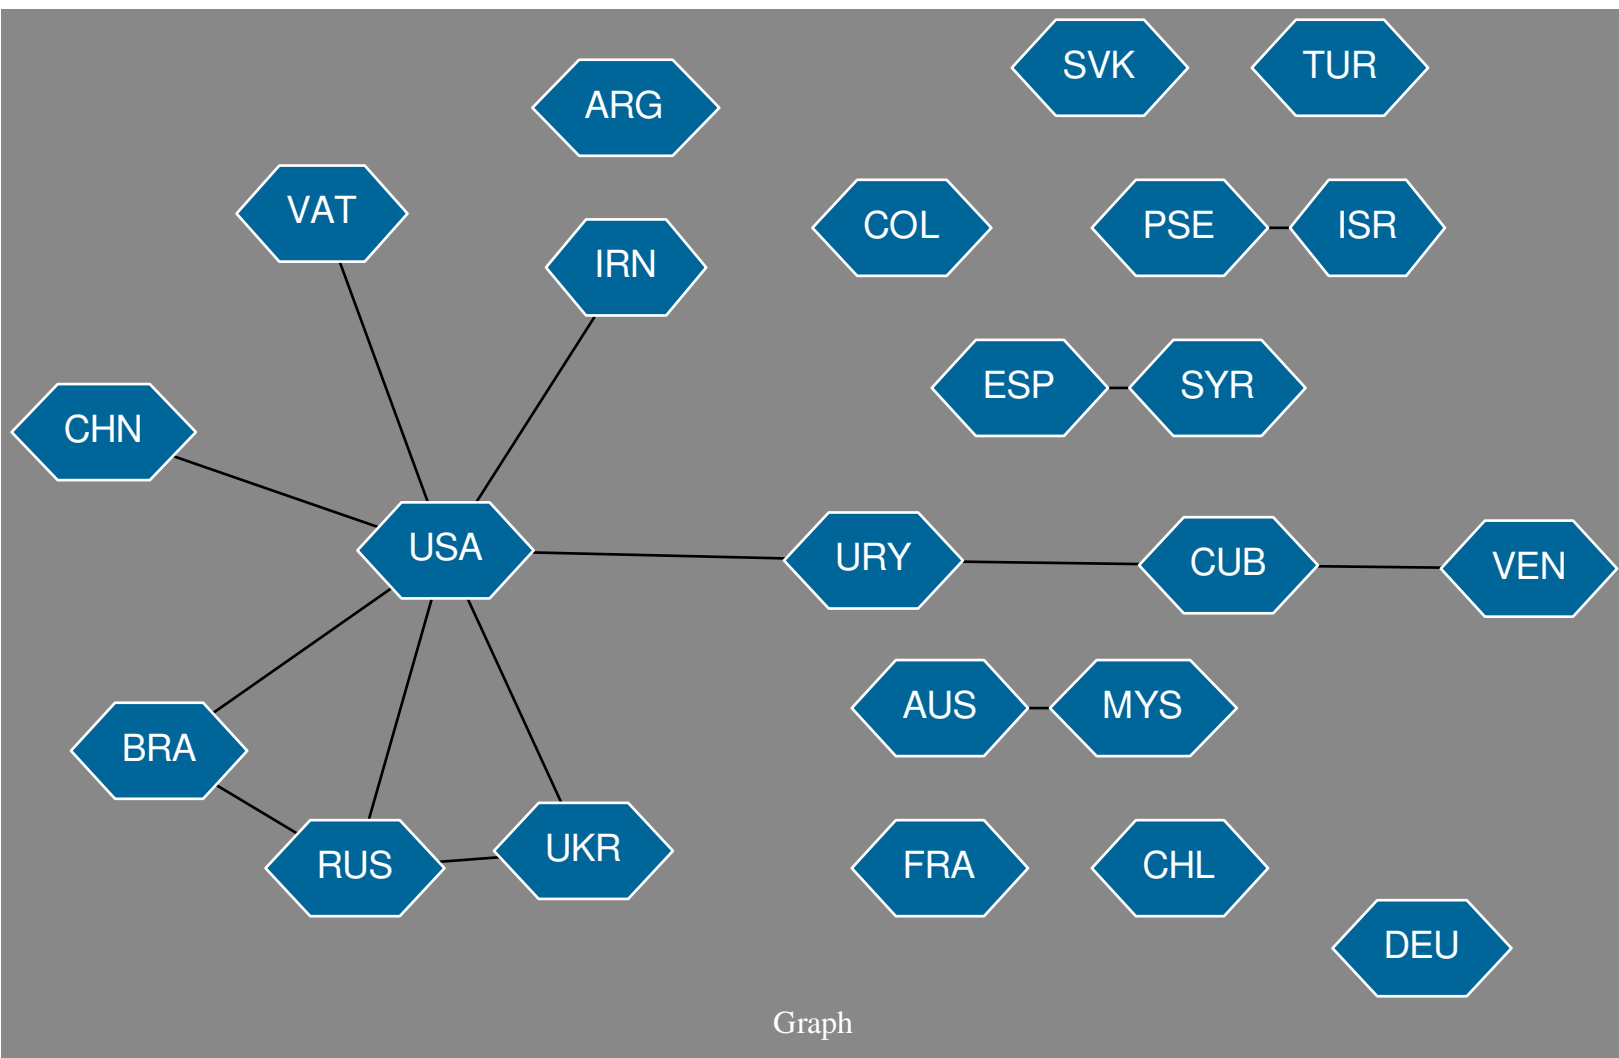 SVK
TUR
ARG
VAT
COL
PSE
ISR
IRN
ESP
SYR
CHN
USA
URY
CUB
VEN
AUS
MYS
BRA
RUS
UKR
FRA
CHL
DEU
Graph